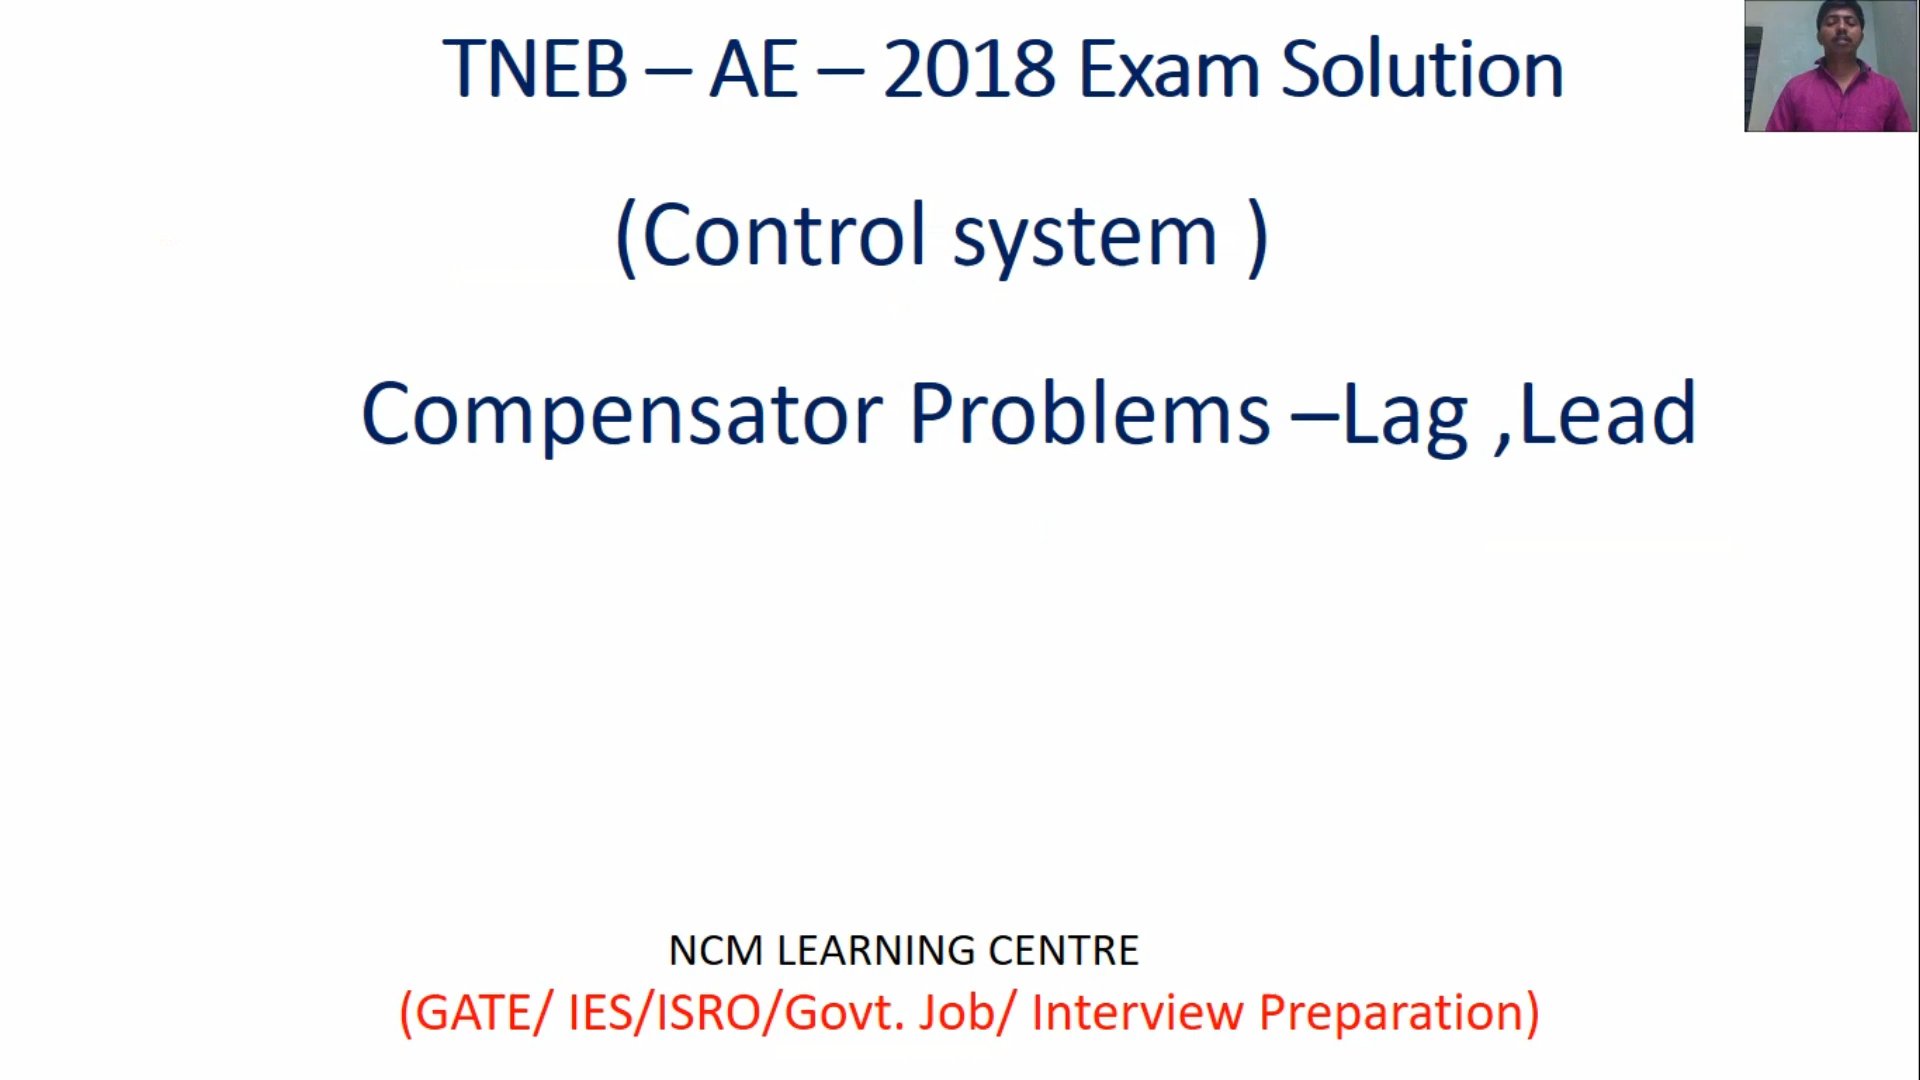 TNEB – AE – 2018 Exam Solution
(Control system )
Compensator Problems –Lag ,Lead
NCM LEARNING CENTRE
(GATE/ IES/ISRO/Govt. Job/ Interview Preparation)